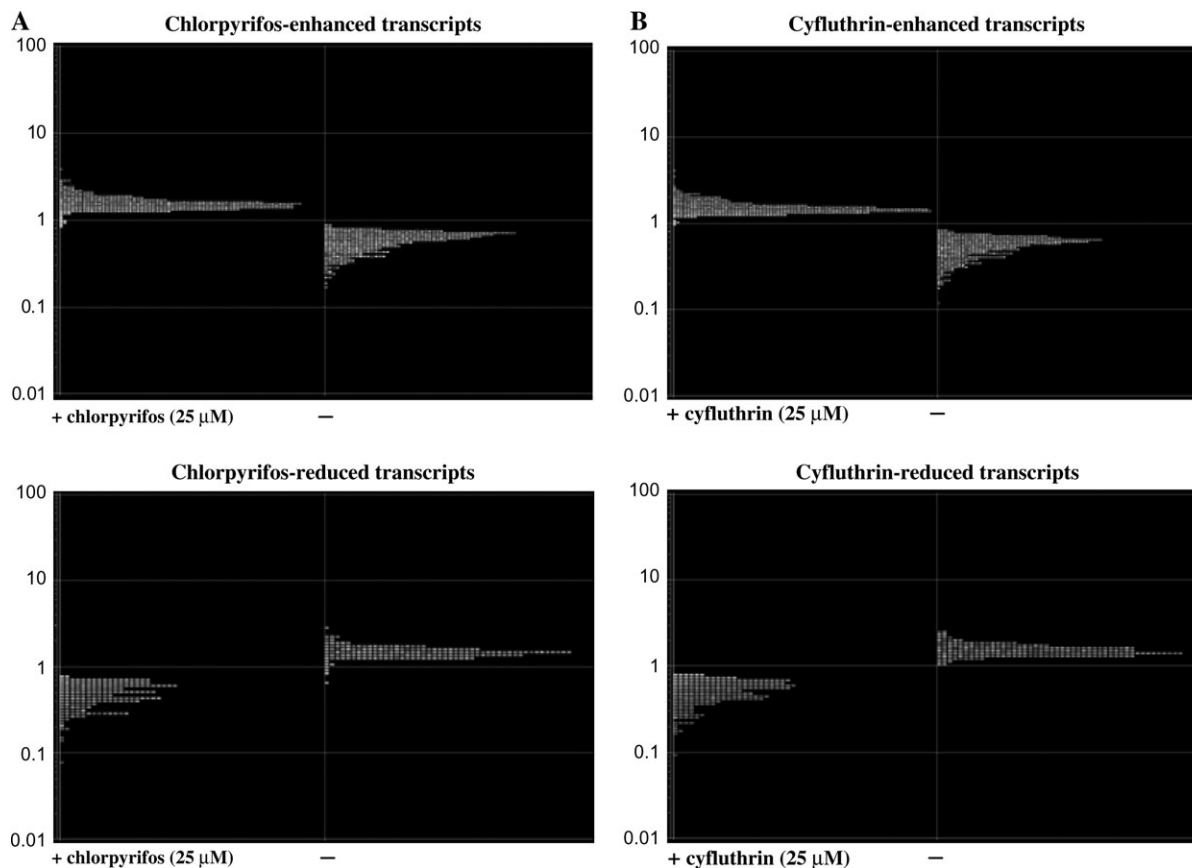 A
Chlorpyrifos-enhanced transcripts
100
10
1
0.1
0.01
+ chlorpyrifos (25 μM) —
Chlorpyrifos-reduced transcripts
100
10
1
0.1
0.01
+ chlorpyrifos (25 μM) —
B
Cyfluthrin-enhanced transcripts
100
10
1
0.1
0.01
+ cyfluthrin (25 μM) —
Cyfluthrin-reduced transcripts
100
10
1
0.1
0.01
+ cyfluthrin (25 μM) —